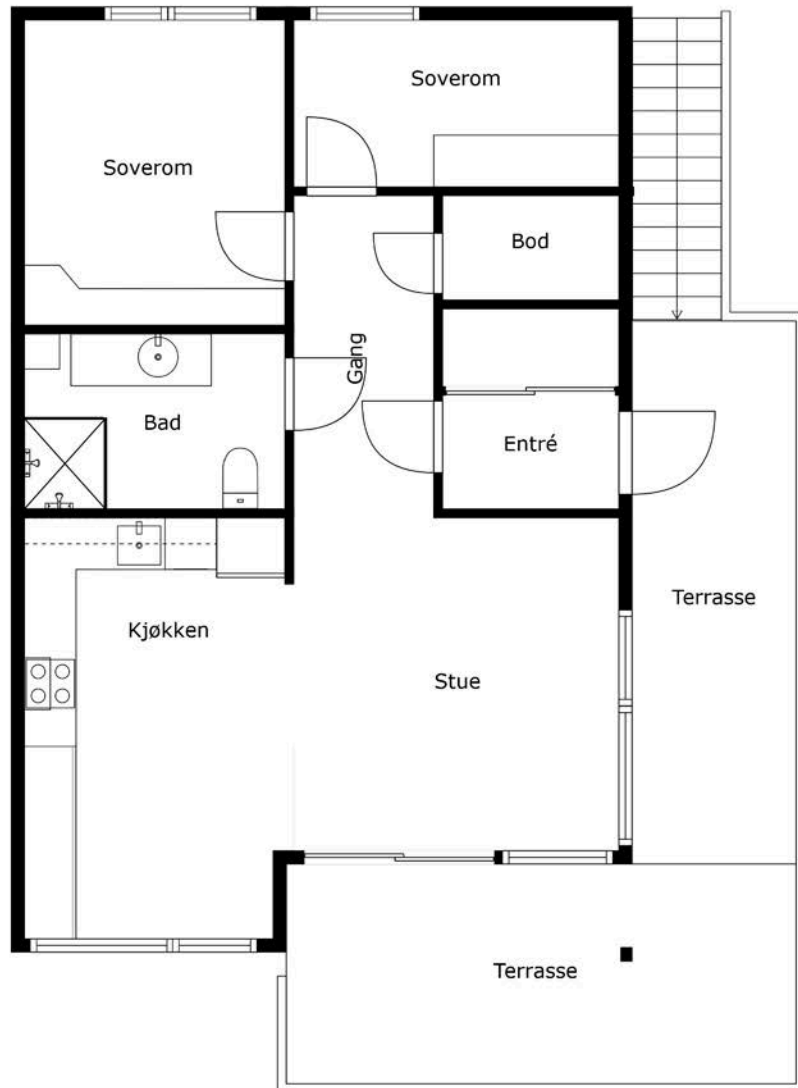 Soverom
Soverom
Bod
Gang
Bad
Entré
Terrasse
Kjøkken
Stue
Terrasse